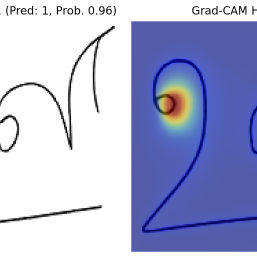 (Pred: 1, Prob. 0.96)
Grad-CAM H